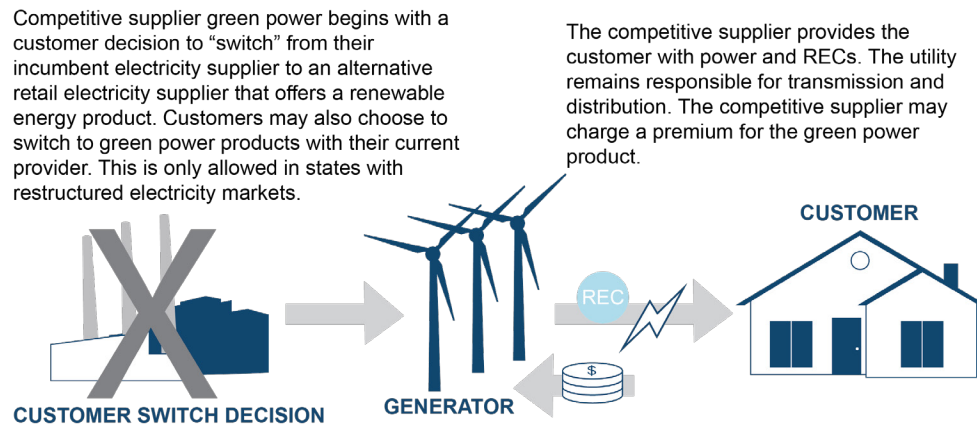 Competitive supplier green power begins with a
customer decision to “switch” from their
incumbent electricity supplier to an alternative
retail electricity supplier that offers a renewable
energy product. Customers may also choose to
switch to green power products with their current
provider. This is only allowed in states with
restructured electricity markets.
The competitive supplier provides the
customer with power and RECs. The utility
remains responsible for transmission and
distribution. The competitive supplier may
charge a premium for the green power
product.
CUSTOMER
REC
$
GENERATOR
CUSTOMER SWITCH DECISION